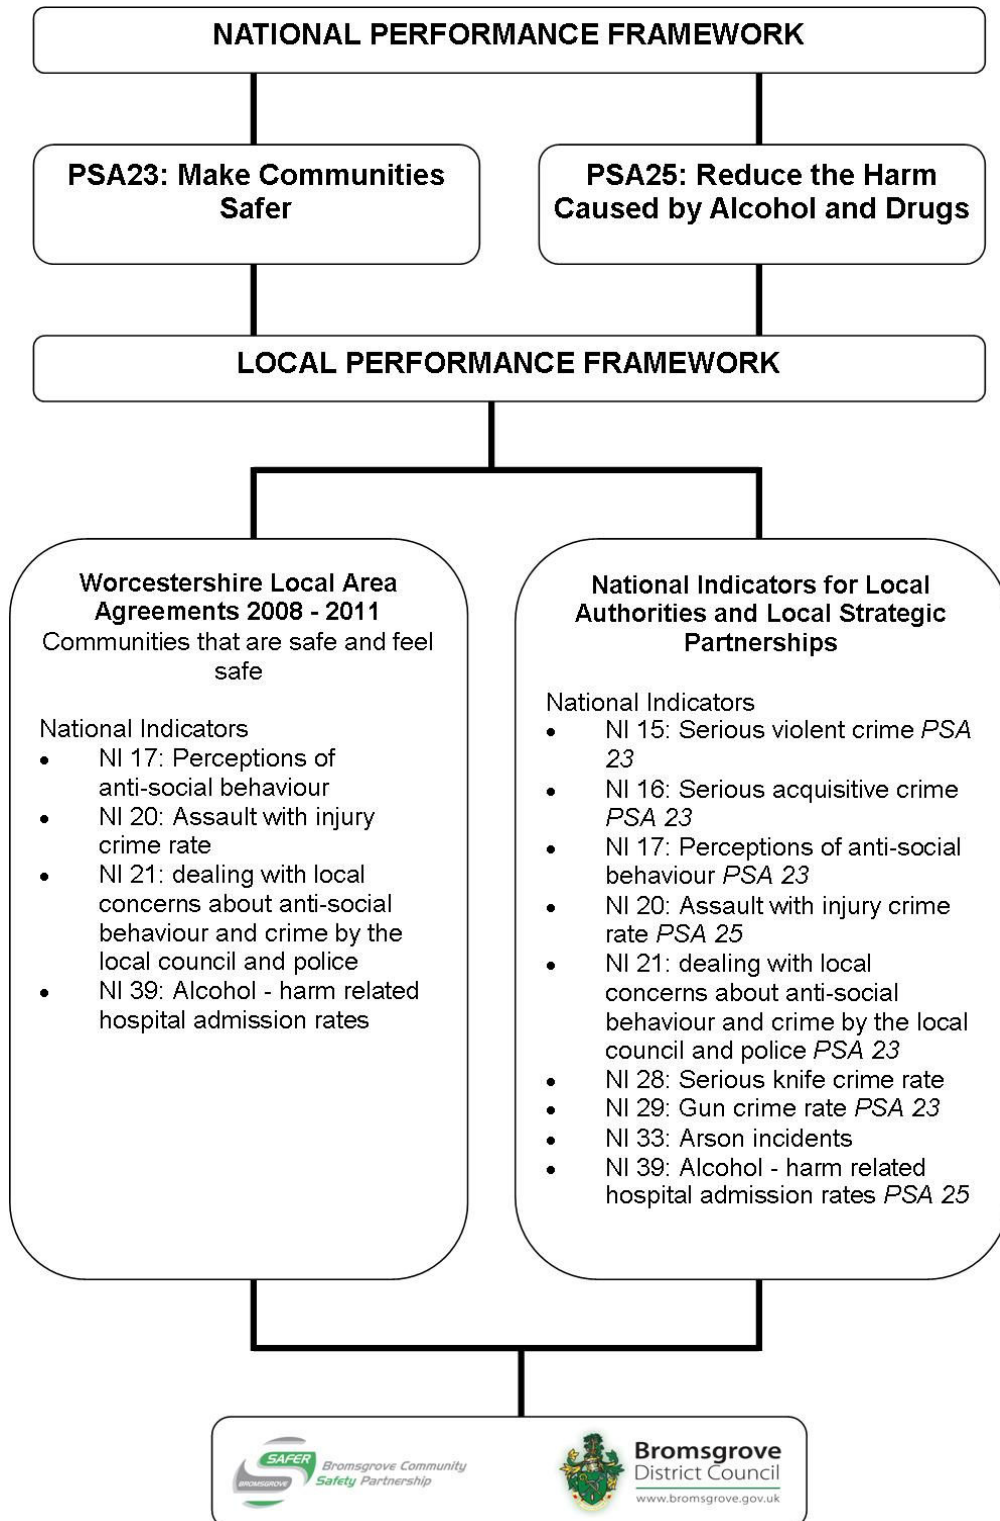 NATIONAL PERFORMANCE FRAMEWORK
PSA23: Make Communities
Safer
PSA25: Reduce the Harm
Caused by Alcohol and Drugs
LOCAL PERFORMANCE FRAMEWORK
Worcestershire Local Area
Agreements 2008 - 2011
Communities that are safe and feel
safe
National Indicators
• NI 17: Perceptions of
anti-social behaviour
• NI 20: Assault with injury
crime rate
• NI 21: dealing with local
concerns about anti-social
behaviour and crime by the
local council and police
• NI 39: Alcohol - harm related
hospital admission rates
National Indicators for Local
Authorities and Local Strategic
Partnerships
National Indicators
• NI 15: Serious violent crime PSA
23
• NI 16: Serious acquisitive crime
PSA 23
• NI 17: Perceptions of anti-social
behaviour PSA 23
• NI 20: Assault with injury crime
rate PSA 25
• NI 21: dealing with local
concerns about anti-social
behaviour and crime by the local
council and police PSA 23
• NI 28: Serious knife crime rate
• NI 29: Gun crime rate PSA 23
• NI 33: Arson incidents
• NI 39: Alcohol - harm related
hospital admission rates PSA 25
SAFER
BROMSGROVE
Bromsgrove Community
Safety Partnership
Bromsgrove
District Council
www.bromsgrove.gov.uk